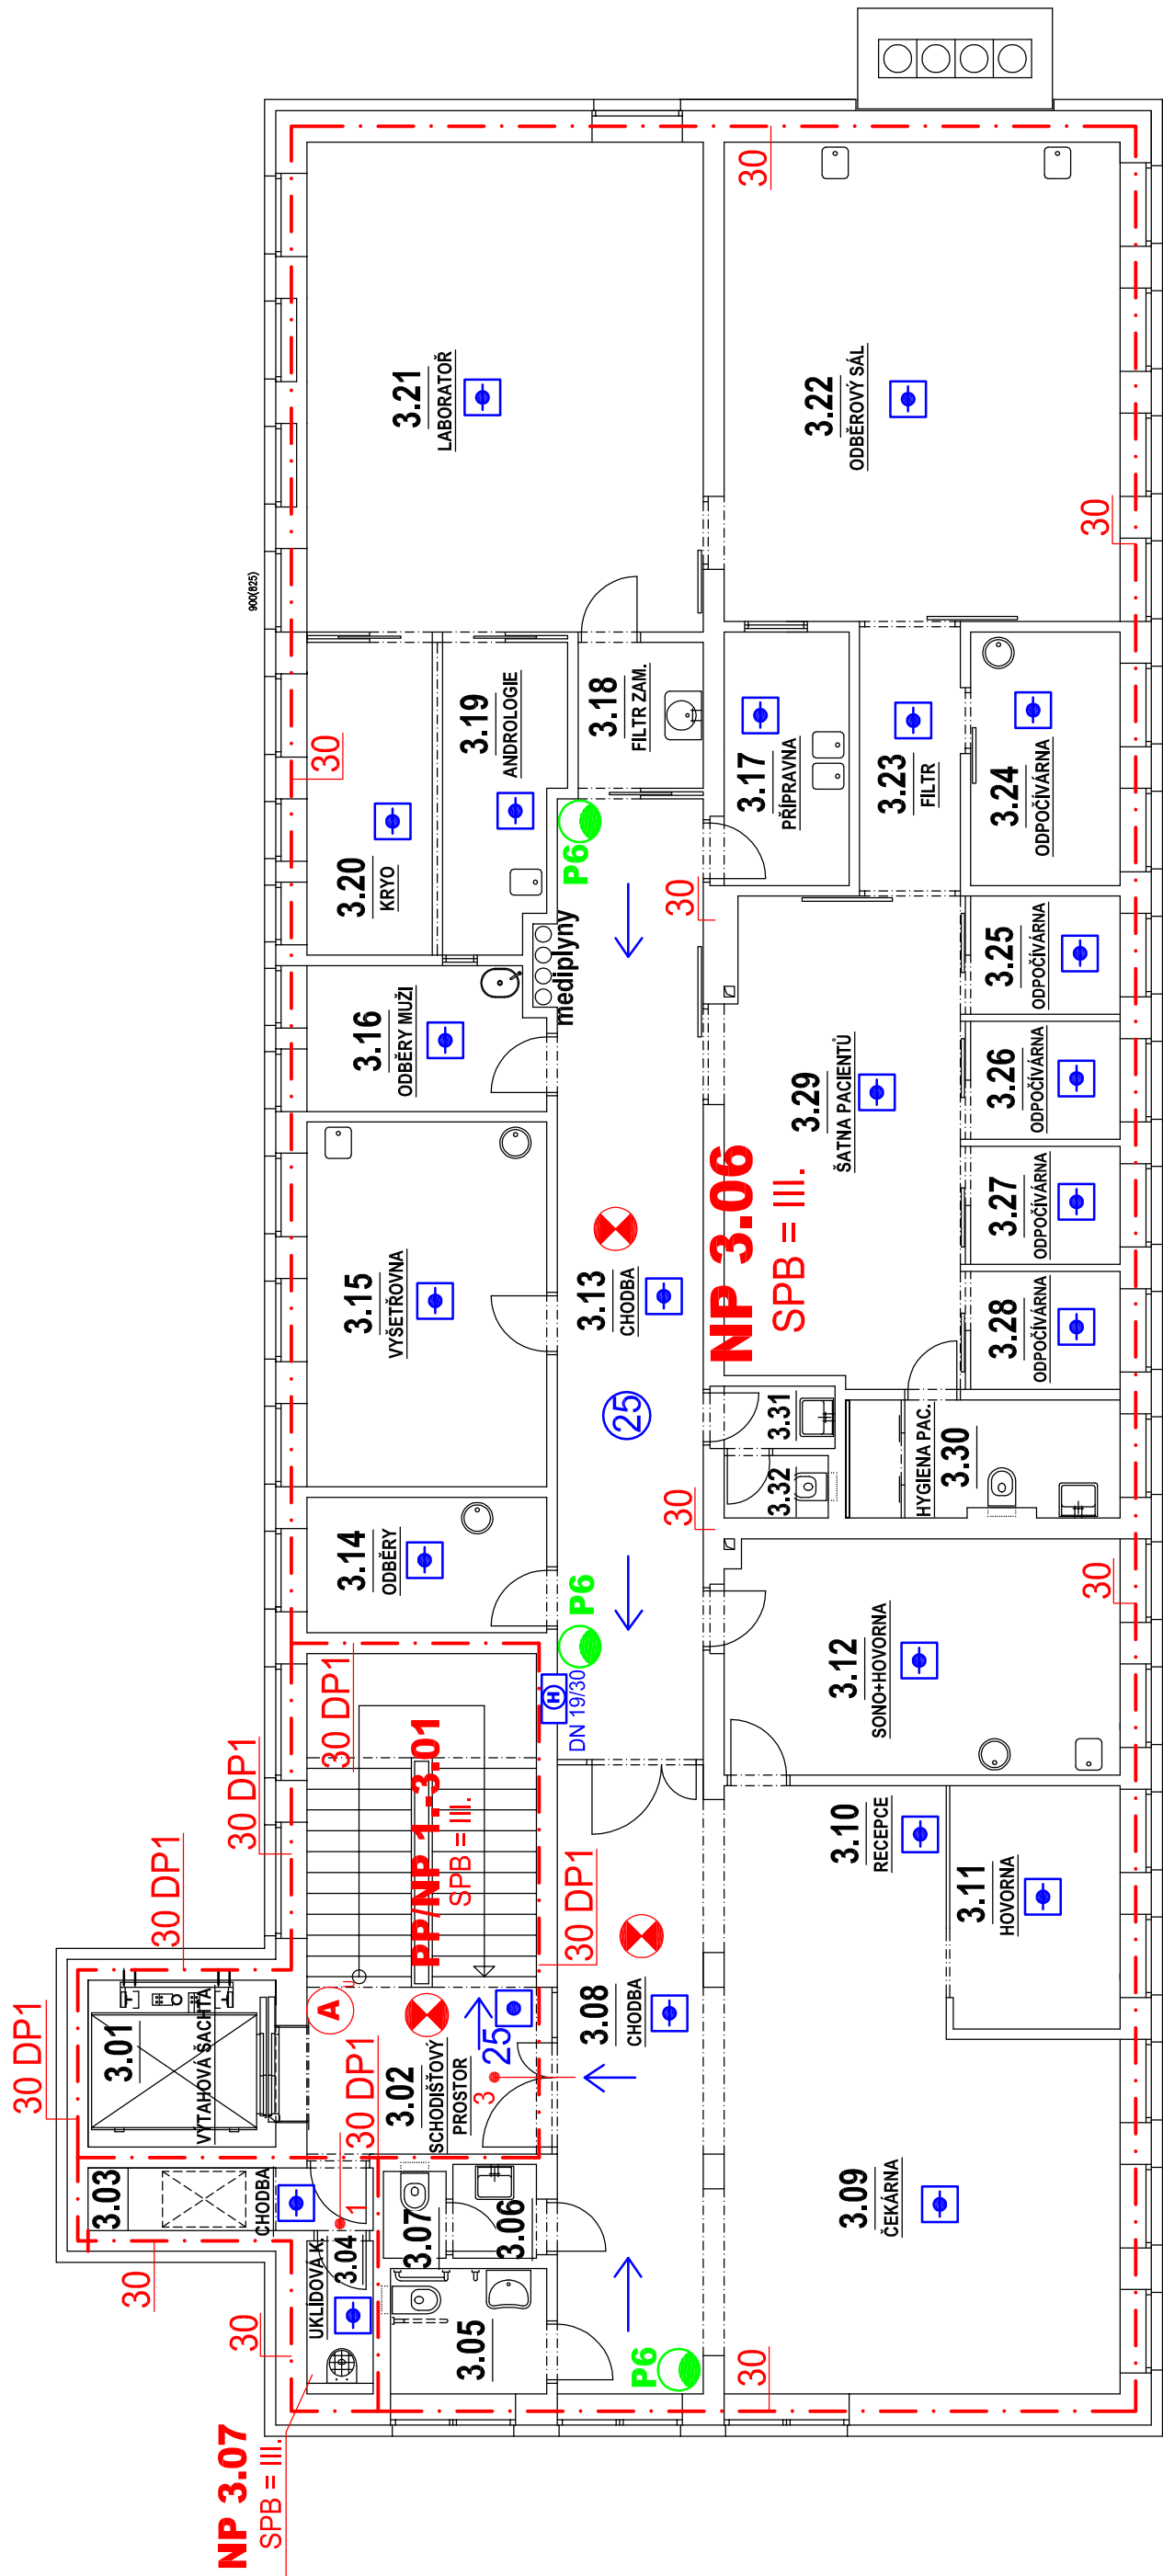 3.01
VÝTAHOVÁ ŠACHTA
30 DP1
30 DP1
30 DP1
30 DP1
30 DP1
30 DP1
3.02
SCHODIŠŤOVÝ
PROSTOR
A
25
3
1
PP/NP 1.-3.01
SPB = III.
3.03
CHODBA
3.04
UKLÍDOVÁ K.
30
30
NP 3.07
SPB = III.
3.05
3.06
3.07
3.08
CHODBA
P6
3.09
ČEKÁRNA
30
3.10
RECEPCE
3.11
HOVORNA
3.12
SONO+HOVORNA
30
H
DN 19/30
P6
3.13
CHODBA
25
30
NP 3.06
SPB = III.
3.14
ODBĚRY
3.15
VYŠETŘOVNA
3.16
ODBĚRY MUŽI
mediplyny
P6
30
3.17
PŘÍPRAVNA
3.18
FILTR ZAM.
3.19
ANDROLOGIE
3.20
KRYO
30
900(825)
3.21
LABORATOŘ
3.22
ODBĚROVÝ SÁL
30
30
3.23
FILTR
3.24
ODPOČÍVÁRNA
3.25
ODPOČÍVÁRNA
3.26
ODPOČÍVÁRNA
3.27
ODPOČÍVÁRNA
3.28
ODPOČÍVÁRNA
3.29
ŠATNA PACIENTŮ
HYGIENA PAC.
3.30
3.31
3.32